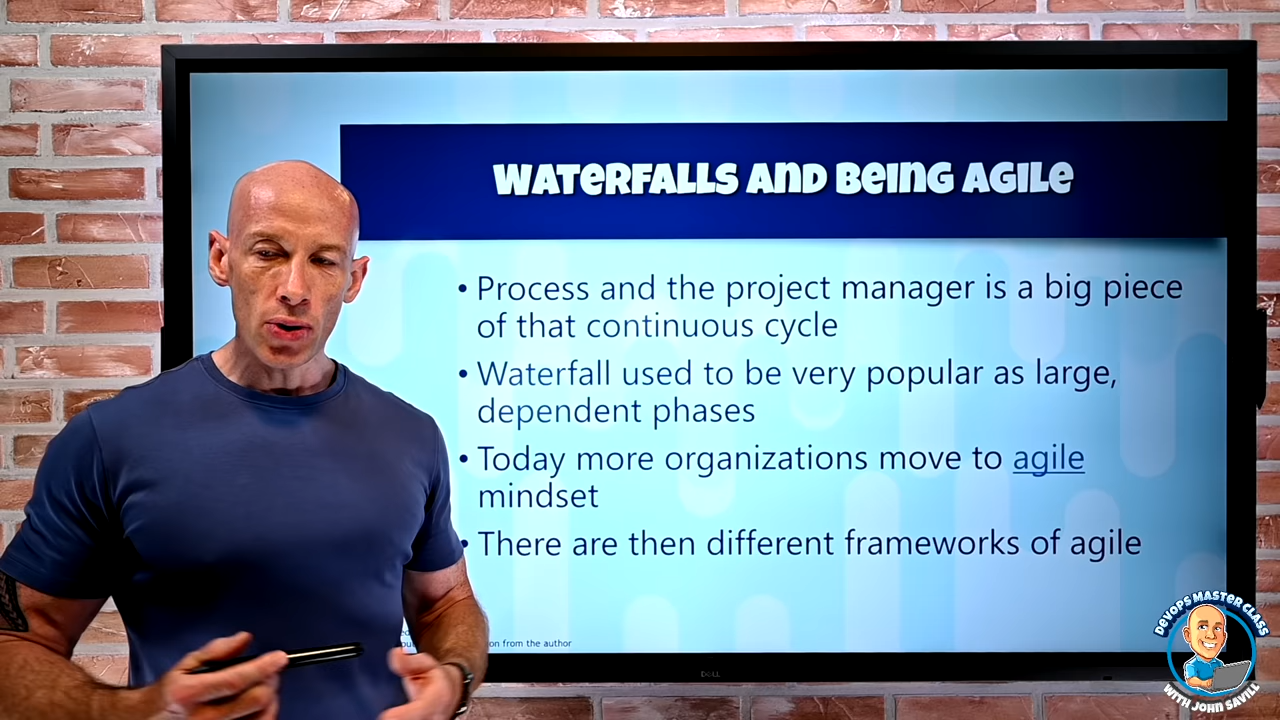 WATERFALLS AND BEING AGILE
• Process and the project manager is a big piece
of that continuous cycle
• Waterfall used to be very popular as large,
dependent phases
• Today more organizations move to agile
mindset
• There are then different frameworks of agile
from the author
DELL
DEVOPS MASTER CLASS
WITH JOHN SAVILL